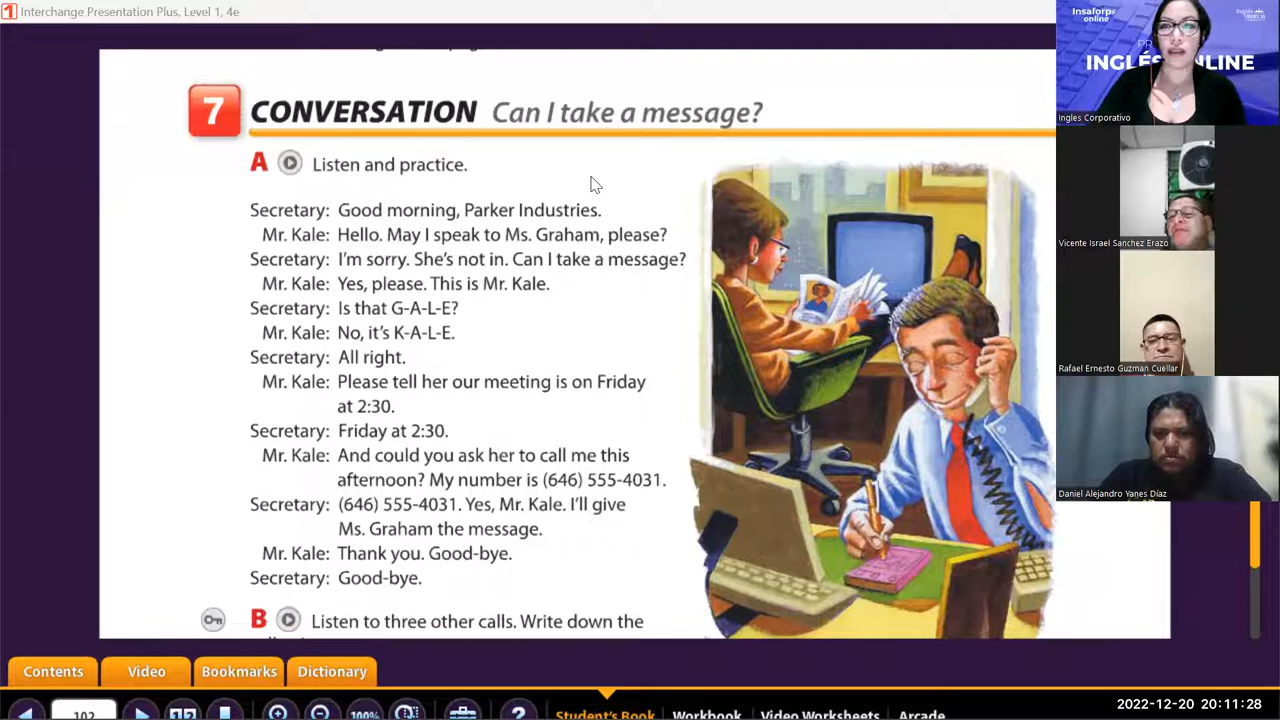 Interchange Presentation Plus, Level 1, 4e
7 CONVERSATION Can I take a message?
A Listen and practice.
Secretary: Good morning, Parker Industries.
Mr. Kale: Hello. May I speak to Ms. Graham, please?
Secretary: I'm sorry. She's not in. Can I take a message?
Mr. Kale: Yes, please. This is Mr. Kale.
Secretary: Is that G-A-L-E?
Mr. Kale: No, it's K-A-L-E.
Secretary: All right.
Mr. Kale: Please tell her our meeting is on Friday
at 2:30.
Secretary: Friday at 2:30.
Mr. Kale: And could you ask her to call me this
afternoon? My number is (646) 555-4031.
Secretary: (646) 555-4031. Yes, Mr. Kale. I'll give
Ms. Graham the message.
Mr. Kale: Thank you. Good-bye.
Secretary: Good-bye.
B Listen to three other calls. Write down the
Contents Video Bookmarks Dictionary
102
100%
Student's Book Workbook Video Worksheets Arcade
Insaforp
online
INGLÉS ONLINE
Ingles Corporativo
Vicente Israel Sanchez Erazo
Rafael Ernesto Guzman Cuellar
Daniel Alejandro Yanes Díaz
2022-12-20 20:11:28